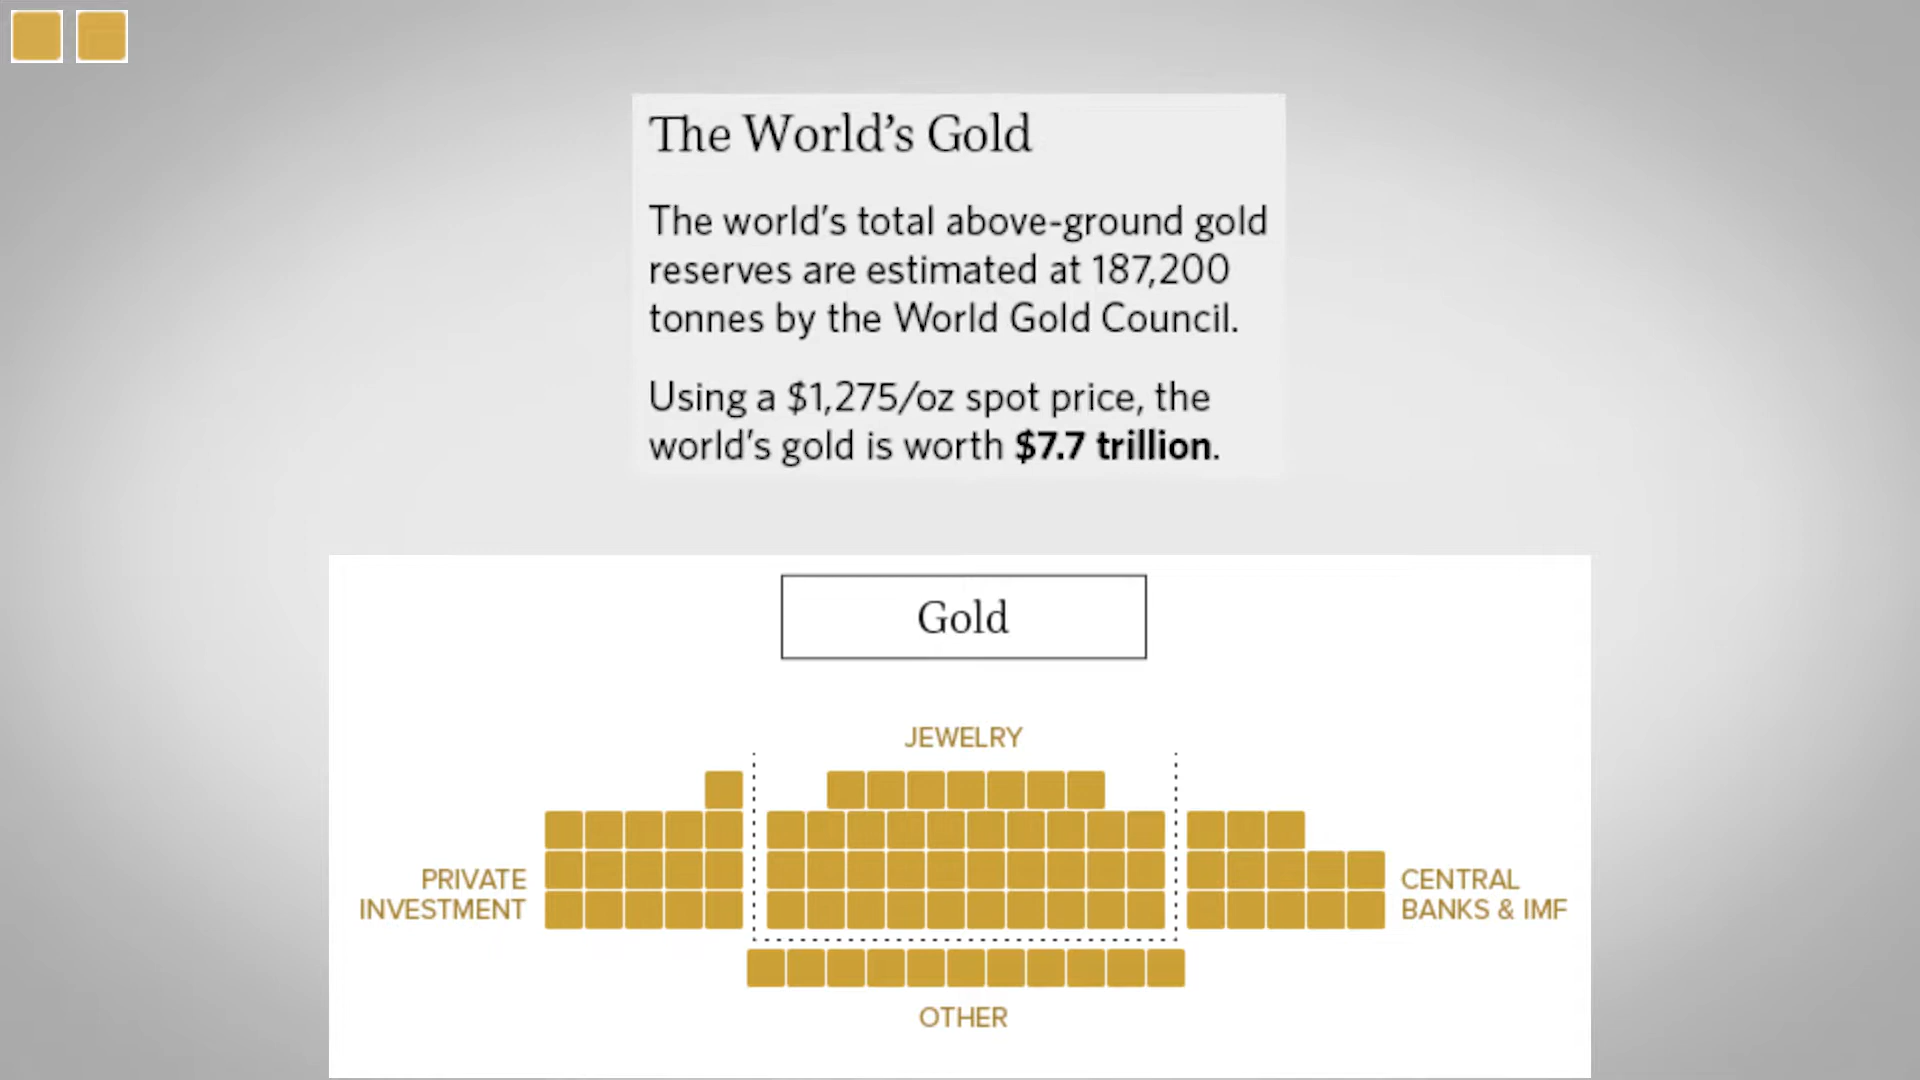 The World’s Gold
The world’s total above-ground gold
reserves are estimated at 187,200
tonnes by the World Gold Council.
Using a $1,275/oz spot price, the
world’s gold is worth $7.7 trillion.
Gold
JEWELRY
PRIVATE
INVESTMENT
CENTRAL
BANKS & IMF
OTHER